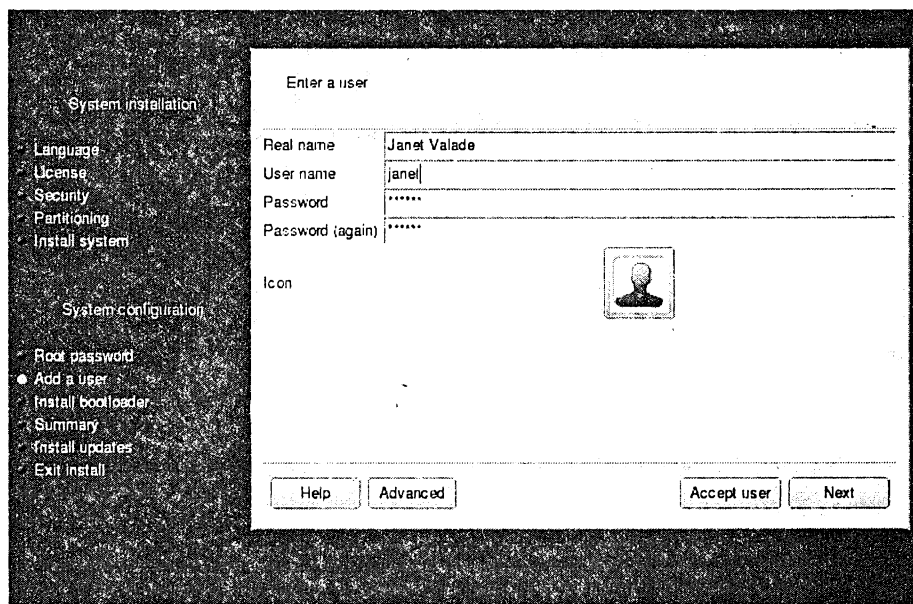 System installation
Language
License
Security
Partitioning
Install system
System configuration
Root password
Add a user
Install bootloader
Summary
Install updates
Exit install
Enter a user
Real name Janet Valade
User name janet
Password ••••••
Password (again) ••••••
Icon
Help Advanced Accept user Next